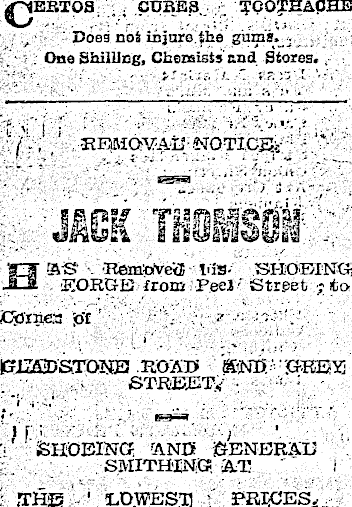 CERTOS CURES TOOTHACHE
Does not injure the gums.
One Shilling, Chemists and Stores.
REMOVAL NOTICE.
JACK THOMSON
HAS Removed his SHOEING
FORGE from Peel Street to
Corner of
GLADSTONE ROAD AND GREY
STREET.
SHOEING AND GENERAL
SMITHING AT
THE LOWEST PRICES.